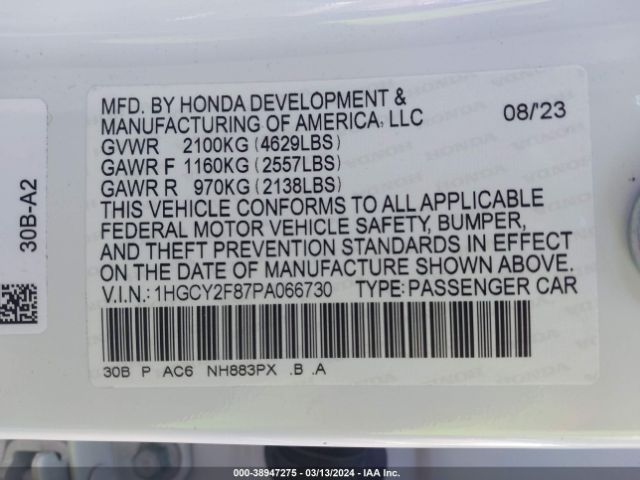 MFD. BY HONDA DEVELOPMENT &
MANUFACTURING OF AMERICA, LLC 08/'23
GVWR 2100KG (4629LBS)
GAWR F 1160KG (2557LBS)
GAWR R 970KG (2138LBS)
THIS VEHICLE CONFORMS TO ALL APPLICABLE
FEDERAL MOTOR VEHICLE SAFETY, BUMPER,
AND THEFT PREVENTION STANDARDS IN EFFECT
ON THE DATE OF MANUFACTURE SHOWN ABOVE.
V.I.N.: 1HGCY2F87PA066730 TYPE: PASSENGER CAR
30B P AC6 NH883PX .B .A
30B-A2
000-38947275 - 03/13/2024 - IAA Inc.